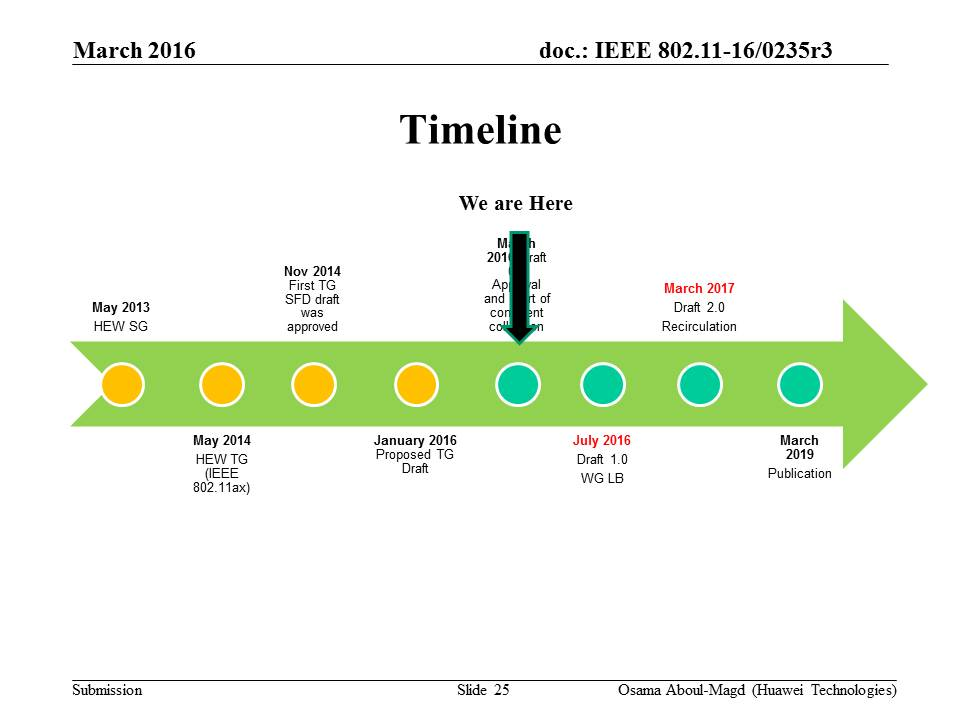 March 2016
doc.: IEEE 802.11-16/0235r3
Timeline
We are Here
May 2013
HEW SG
May 2014
HEW TG
(IEEE
802.11ax)
Nov 2014
First TG
SFD draft
was
approved
January 2016
Proposed TG
Draft
and of
July 2016
Draft 1.0
WG LB
March 2017
Draft 2.0
Recirculation
March
2019
Publication
Submission
Slide 25
Osama Aboul-Magd (Huawei Technologies)